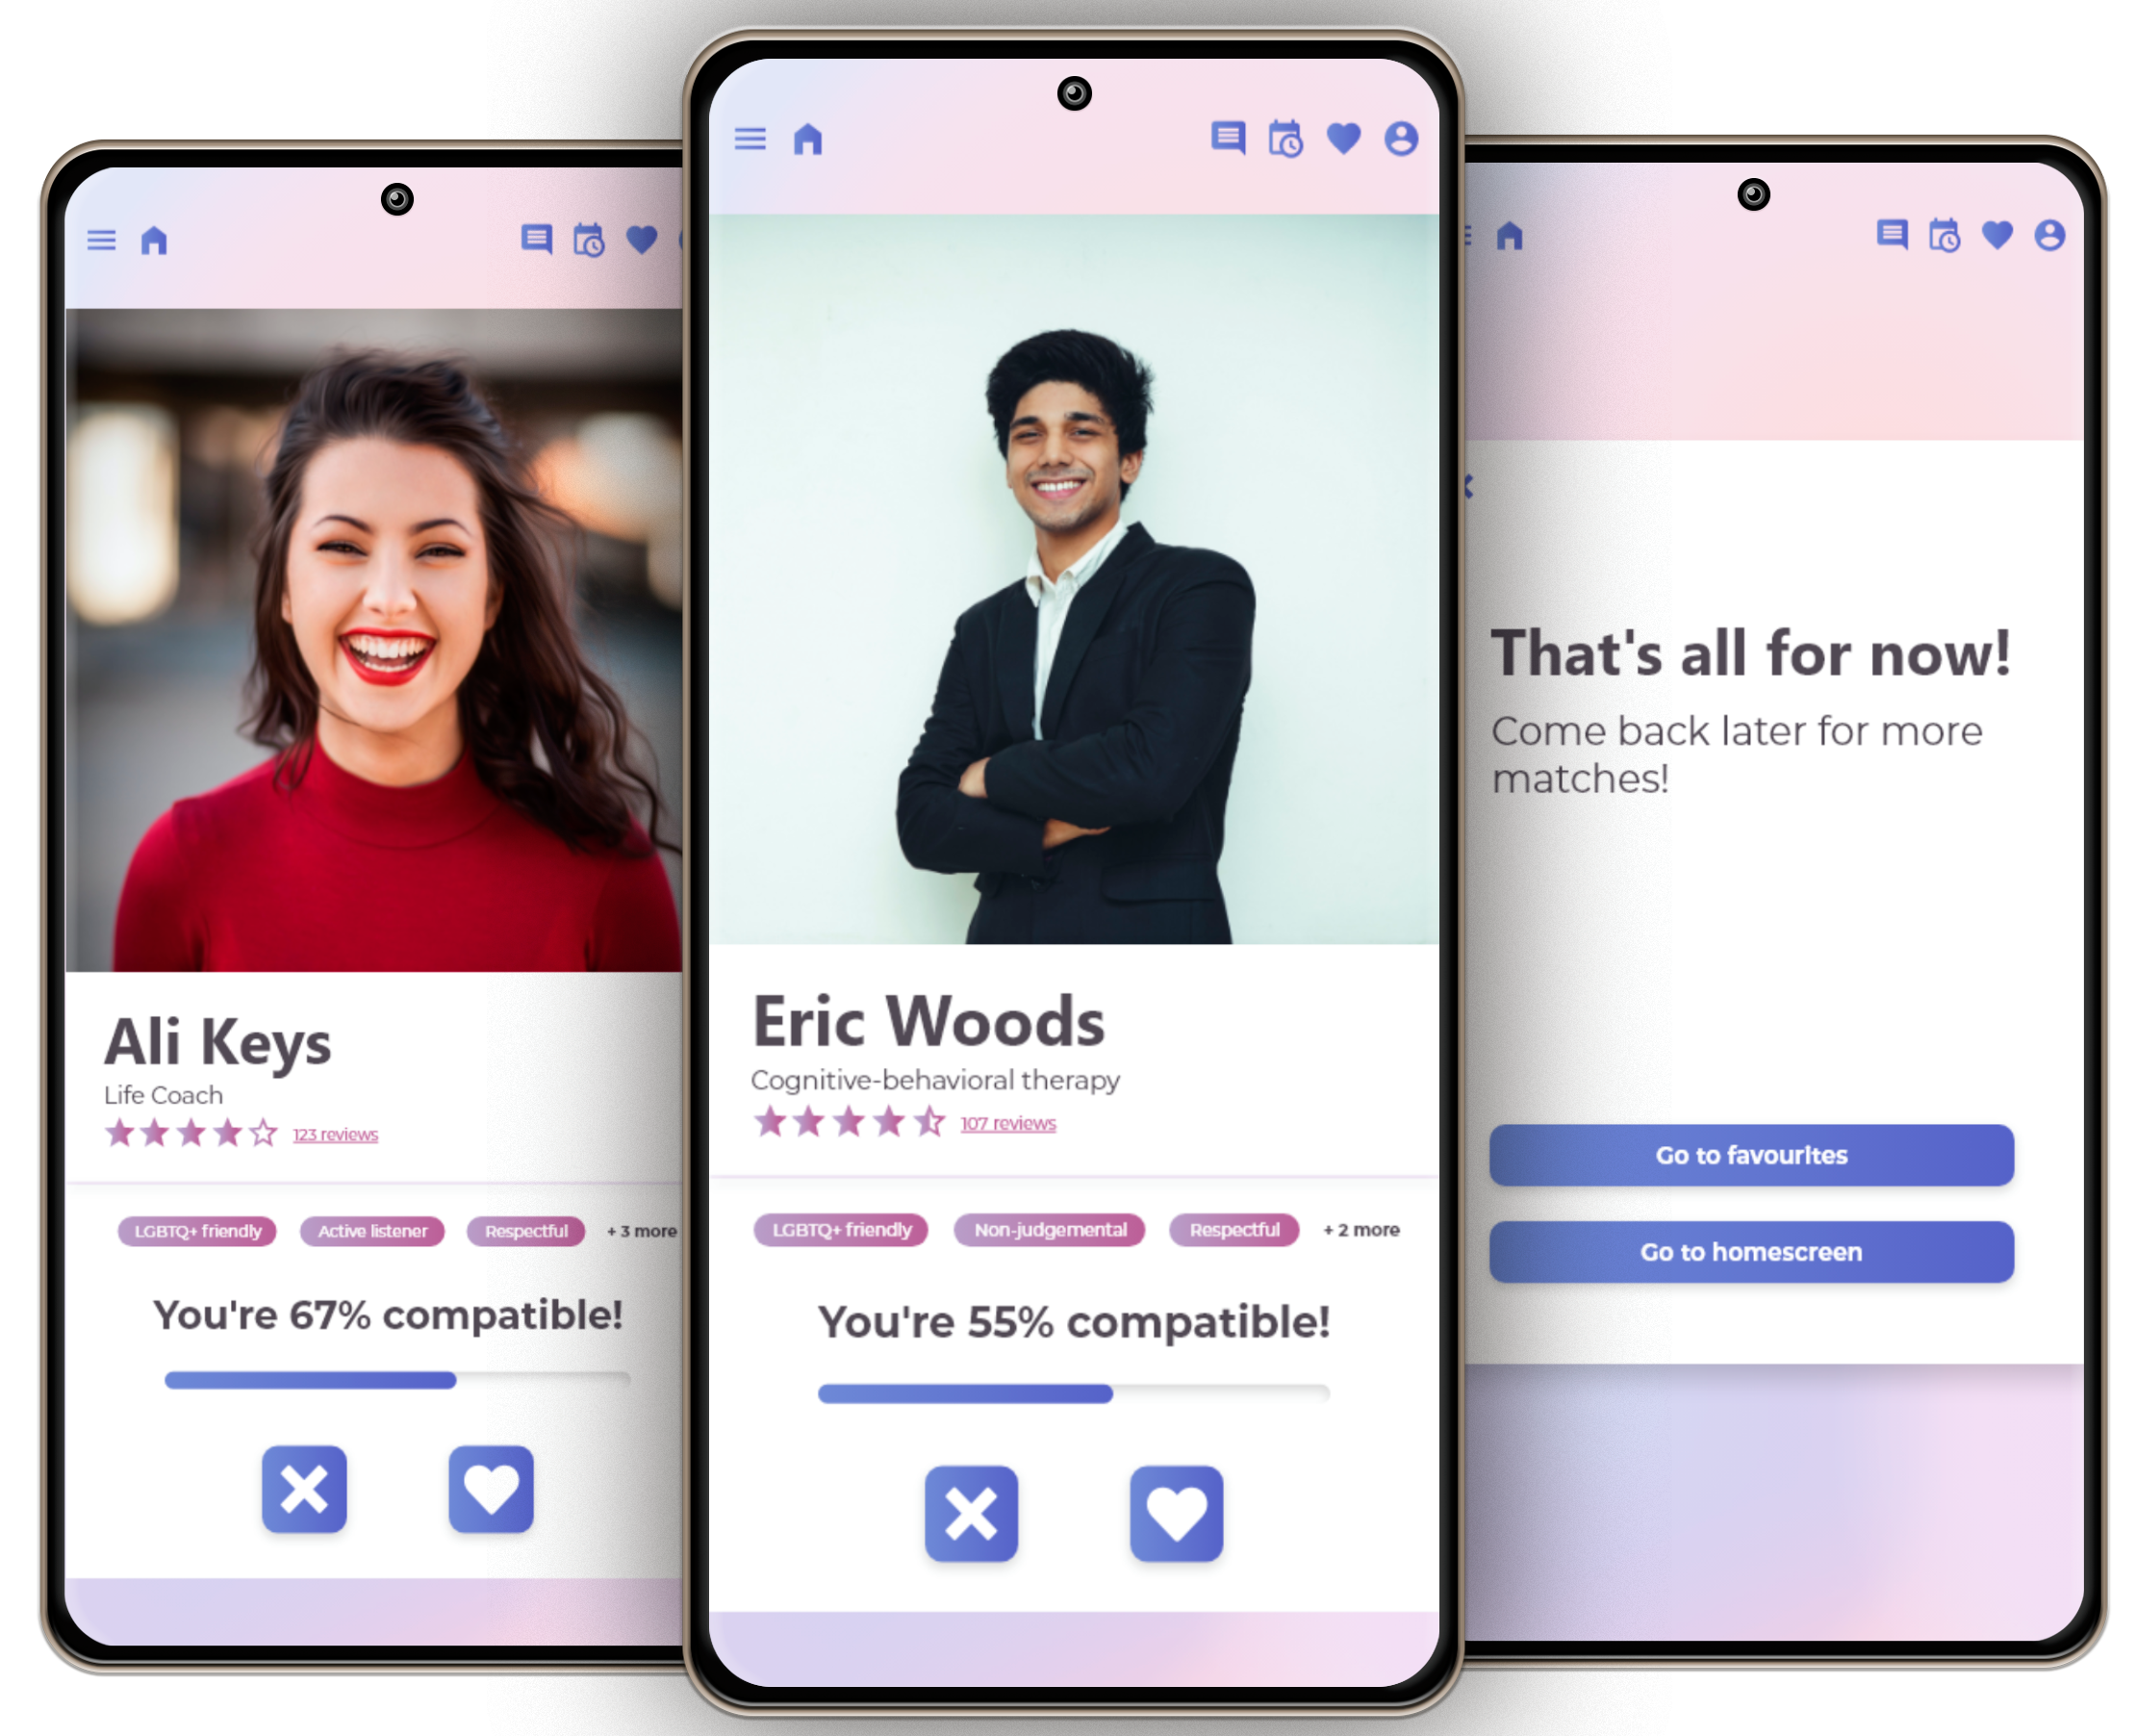 Ali Keys
Life Coach
123 reviews
LGBTQ+ friendly Active listener Respectful + 3 more
You're 67% compatible!
Eric Woods
Cognitive-behavioral therapy
107 reviews
LGBTQ+ friendly Non-judgemental Respectful + 2 more
You're 55% compatible!
That's all for now!
Come back later for more
matches!
Go to favourites
Go to homescreen